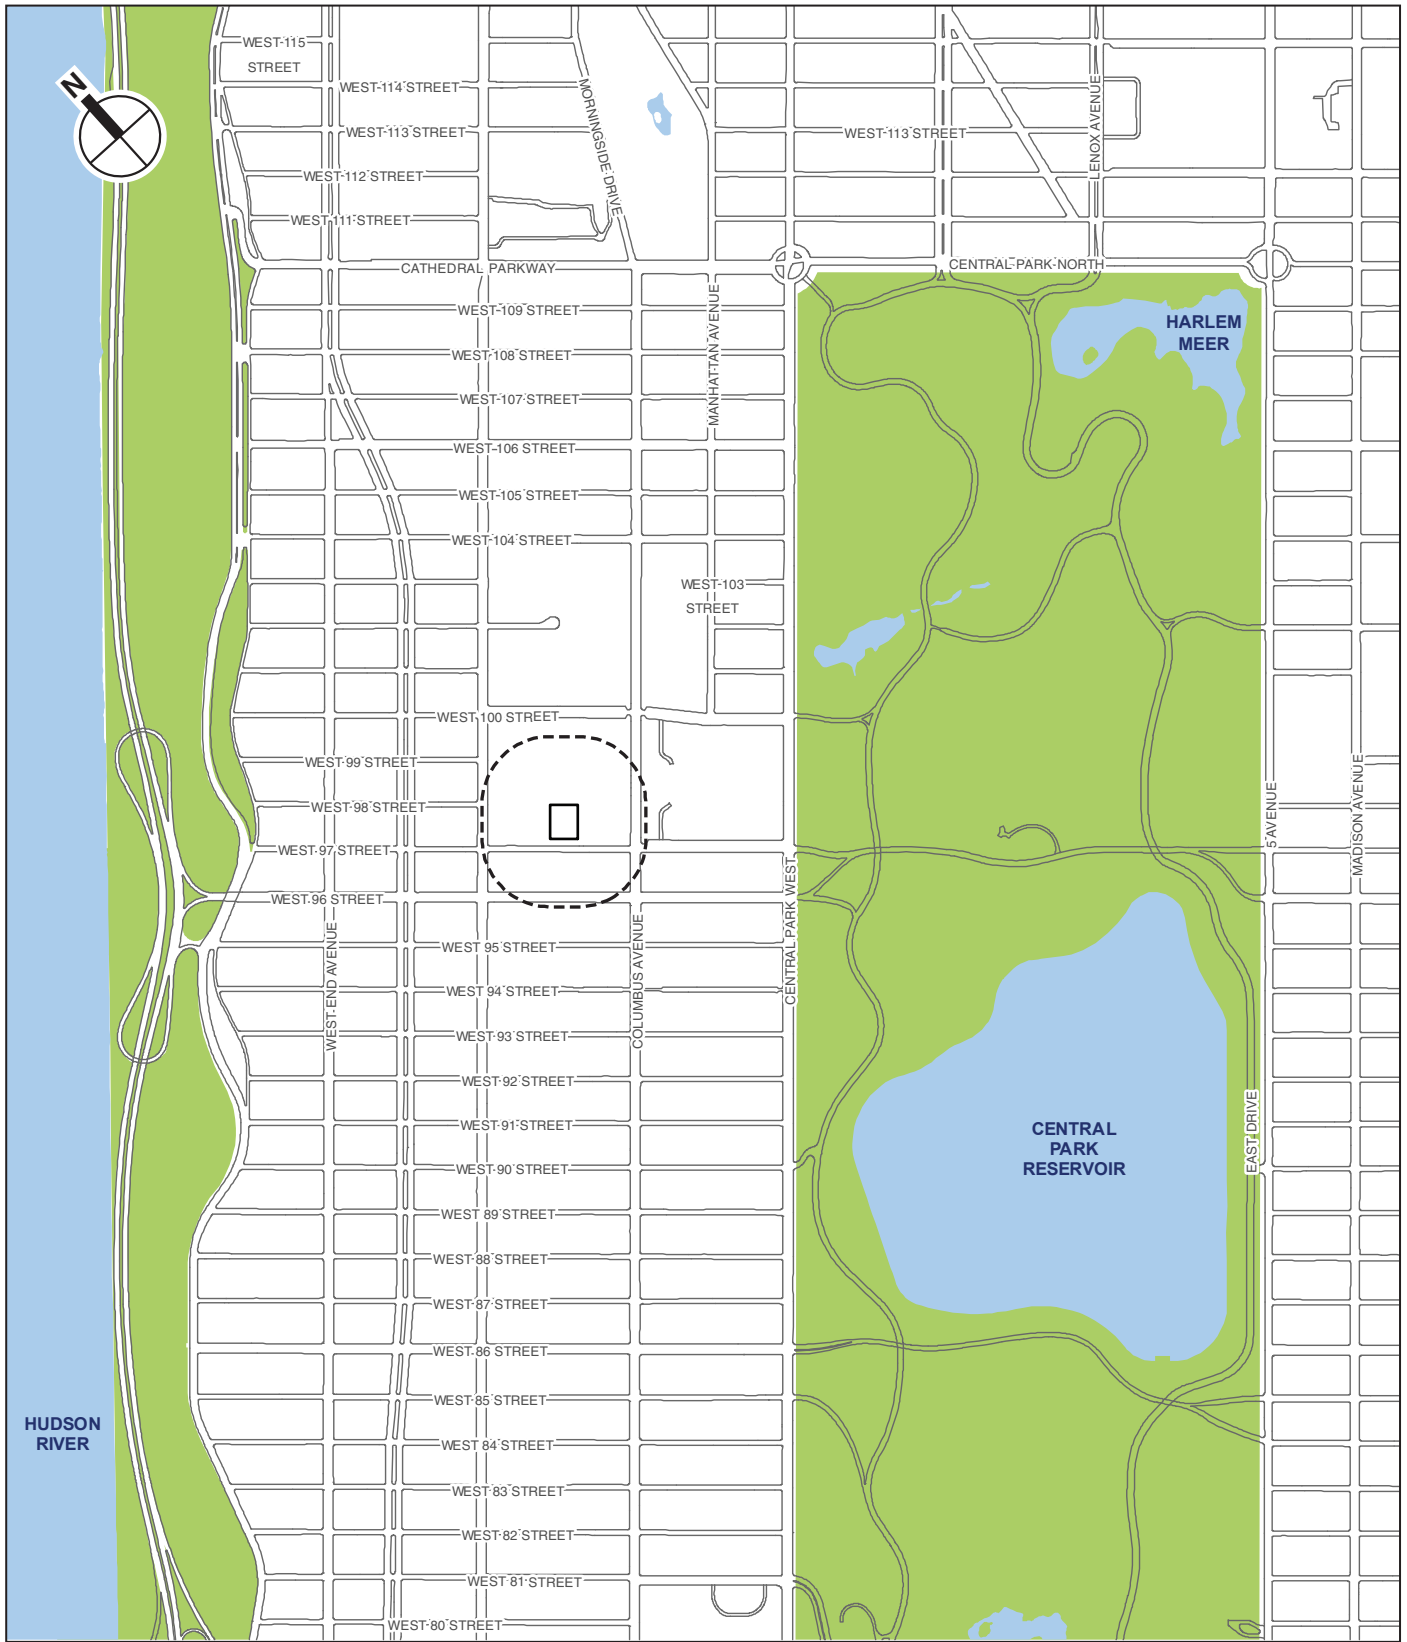 WEST 115
STREET
N
WEST 114 STREET
WEST 113 STREET
WEST 113 STREET
MORNINGSIDE DRIVE
LENOX AVENUE
WEST 112 STREET
WEST 111 STREET
CATHEDRAL PARKWAY
CENTRAL PARK NORTH
WEST 109 STREET
MANHATTAN AVENUE
HARLEM
MEER
WEST 108 STREET
WEST 107 STREET
WEST 106 STREET
WEST 105 STREET
WEST 104 STREET
WEST 103
STREET
WEST 100 STREET
WEST 99 STREET
WEST 98 STREET
5 AVENUE
MADISON AVENUE
WEST 97 STREET
WEST 96 STREET
CENTRAL PARK WEST
WEST END AVENUE
COLUMBUS AVENUE
WEST 95 STREET
WEST 94 STREET
WEST 93 STREET
WEST 92 STREET
WEST 91 STREET
CENTRAL
PARK
RESERVOIR
EAST DRIVE
WEST 90 STREET
WEST 89 STREET
WEST 88 STREET
WEST 87 STREET
WEST 86 STREET
WEST 85 STREET
HUDSON
RIVER
WEST 84 STREET
WEST 83 STREET
WEST 82 STREET
WEST 81 STREET
WEST 80 STREET